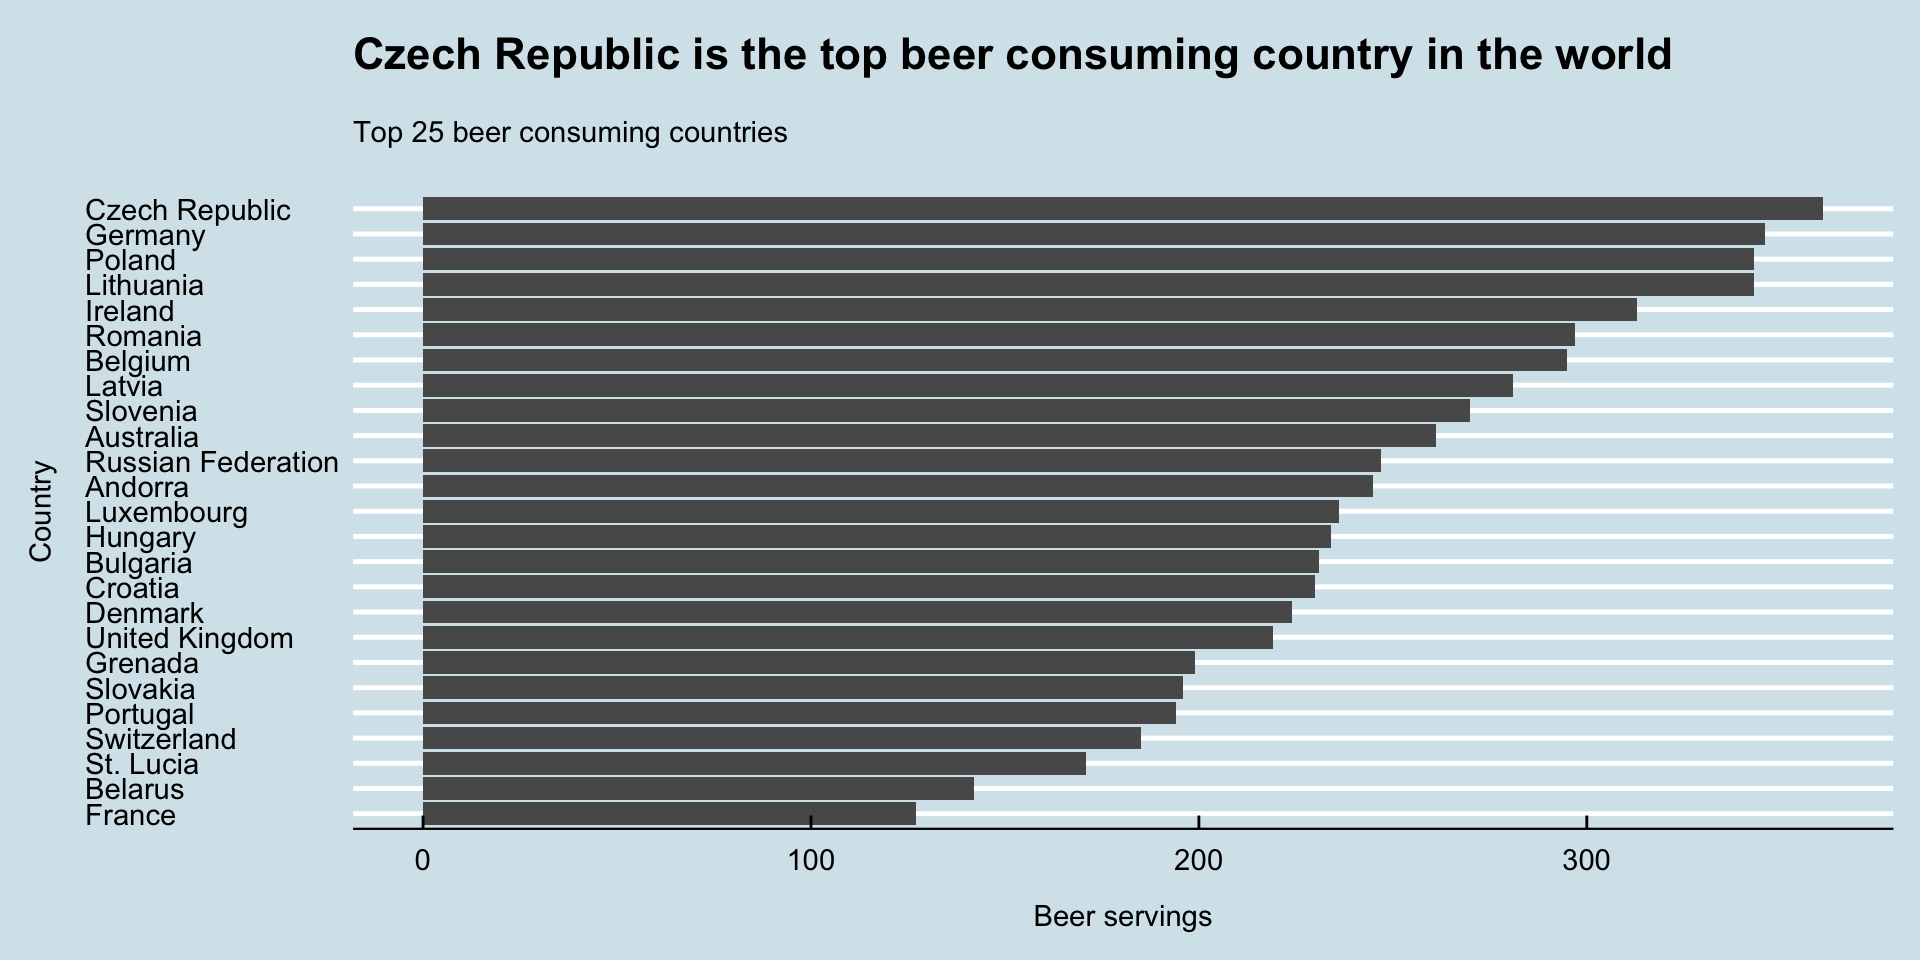 Czech Republic is the top beer consuming country in the world
Top 25 beer consuming countries
Country
Czech Republic
Germany
Poland
Lithuania
Ireland
Romania
Belgium
Latvia
Slovenia
Australia
Russian Federation
Andorra
Luxembourg
Hungary
Bulgaria
Croatia
Denmark
United Kingdom
Grenada
Slovakia
Portugal
Switzerland
St. Lucia
Belarus
France
0 100 200 300
Beer servings